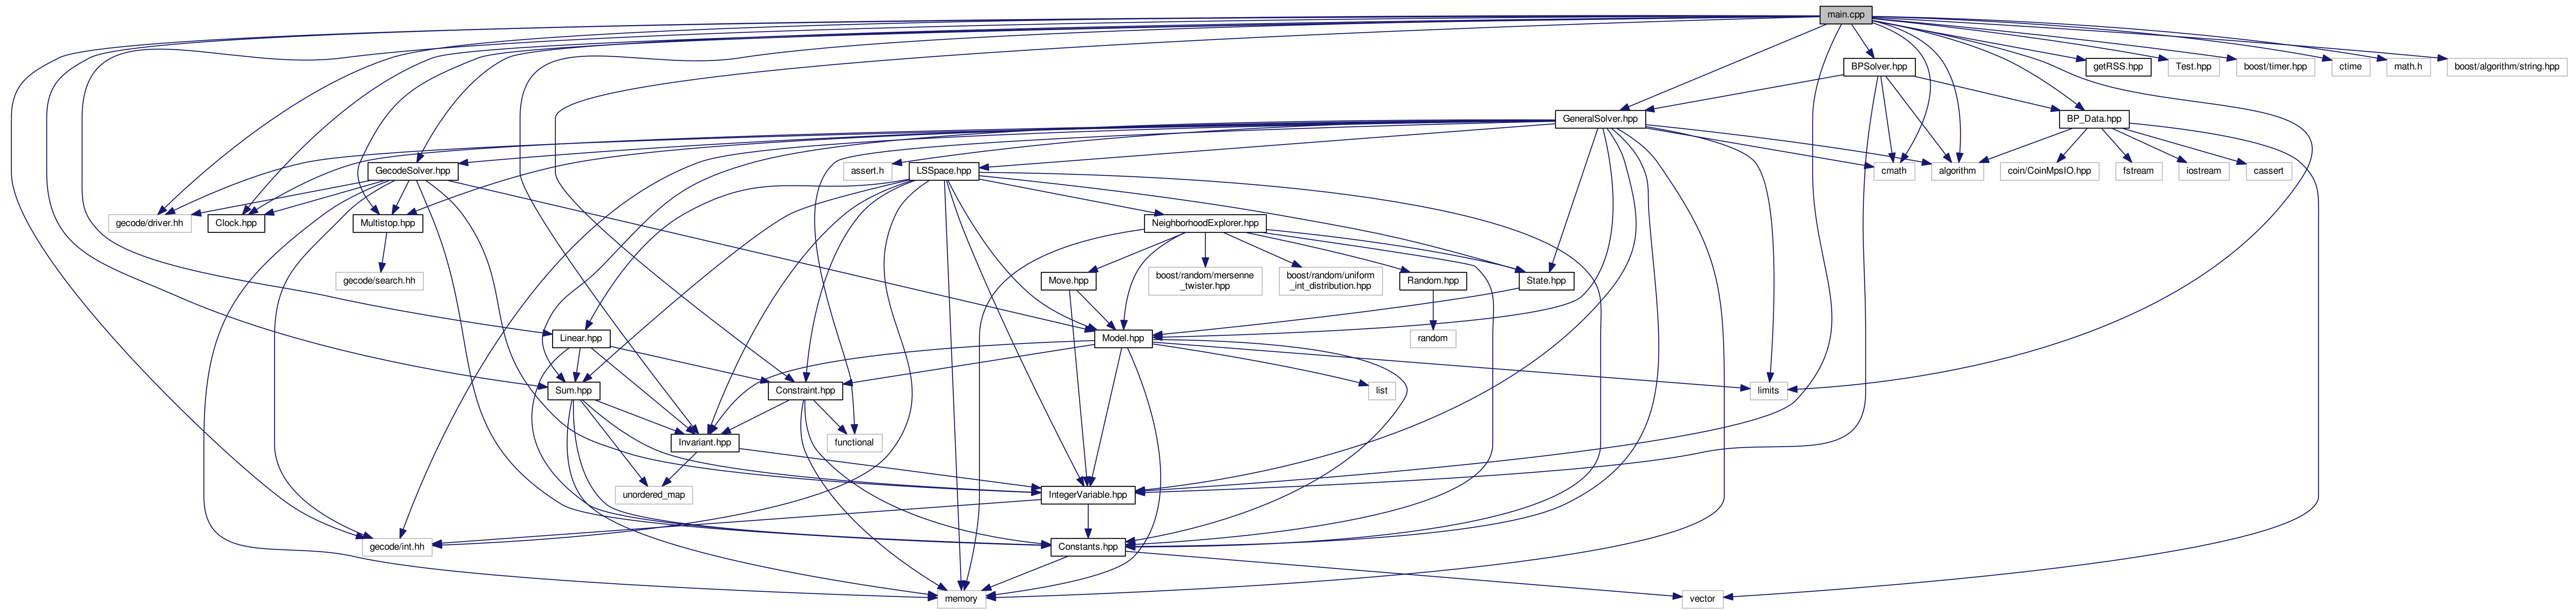 main.cpp
BPSolver.hpp
getRSS.hpp
Test.hpp
boost/timer.hpp
ctime
math.h
boost/algorithm/string.hpp
GeneralSolver.hpp
BP_Data.hpp
GecodeSolver.hpp
assert.h
LSSpace.hpp
cmath
algorithm
coin/CoinMpsIO.hpp
fstream
iostream
cassert
gecode/driver.hh
Clock.hpp
Multistop.hpp
NeighborhoodExplorer.hpp
gecode/search.hh
Move.hpp
boost/random/mersenne
_twister.hpp
boost/random/uniform
_int_distribution.hpp
Random.hpp
State.hpp
Linear.hpp
Model.hpp
random
Sum.hpp
Constraint.hpp
list
limits
Invariant.hpp
functional
unordered_map
IntegerVariable.hpp
gecode/int.hh
Constants.hpp
memory
vector